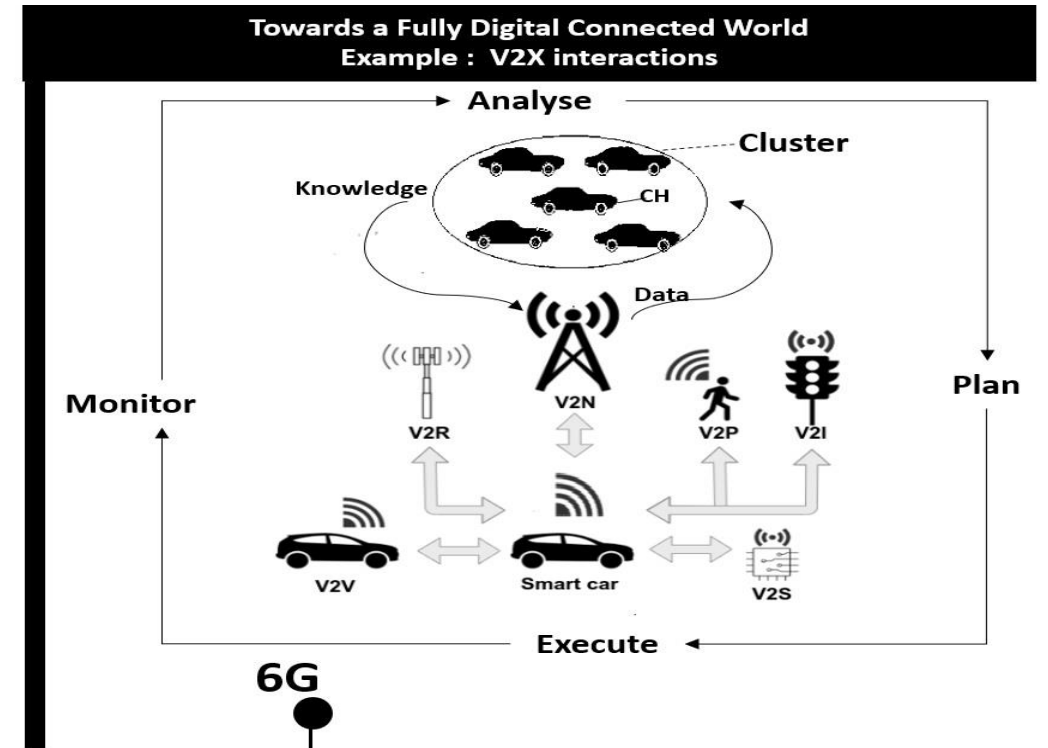 Towards a Fully Digital Connected World
Example :  V2X interactions
Analyse
Cluster
Knowledge
CH
Data
Monitor
Plan
V2R
V2N
V2P
V2I
V2V
Smart car
V2S
Execute
6G